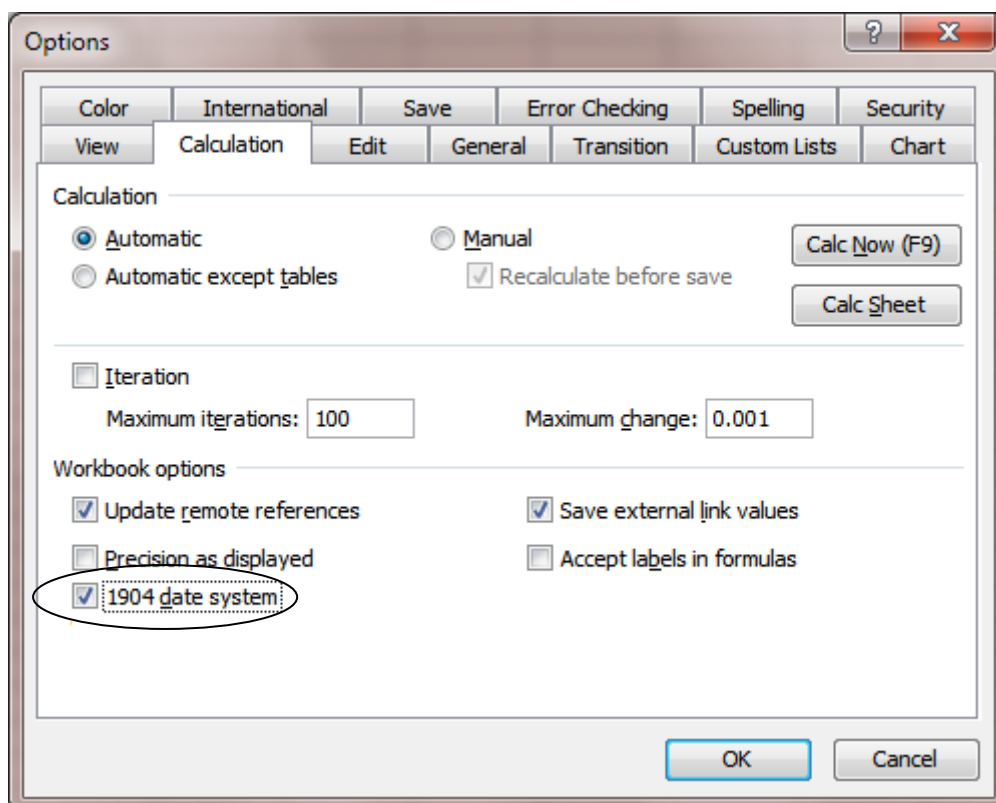 Options
Color International Save Error Checking Spelling Security
View Calculation Edit General Transition Custom Lists Chart
Calculation
Automatic Manual Calc Now (F9)
Automatic except tables Recalculate before save
Calc Sheet
Iteration
Maximum iterations: 100 Maximum change: 0.001
Workbook options
Update remote references Save external link values
Precision as displayed Accept labels in formulas
1904 date system
OK Cancel